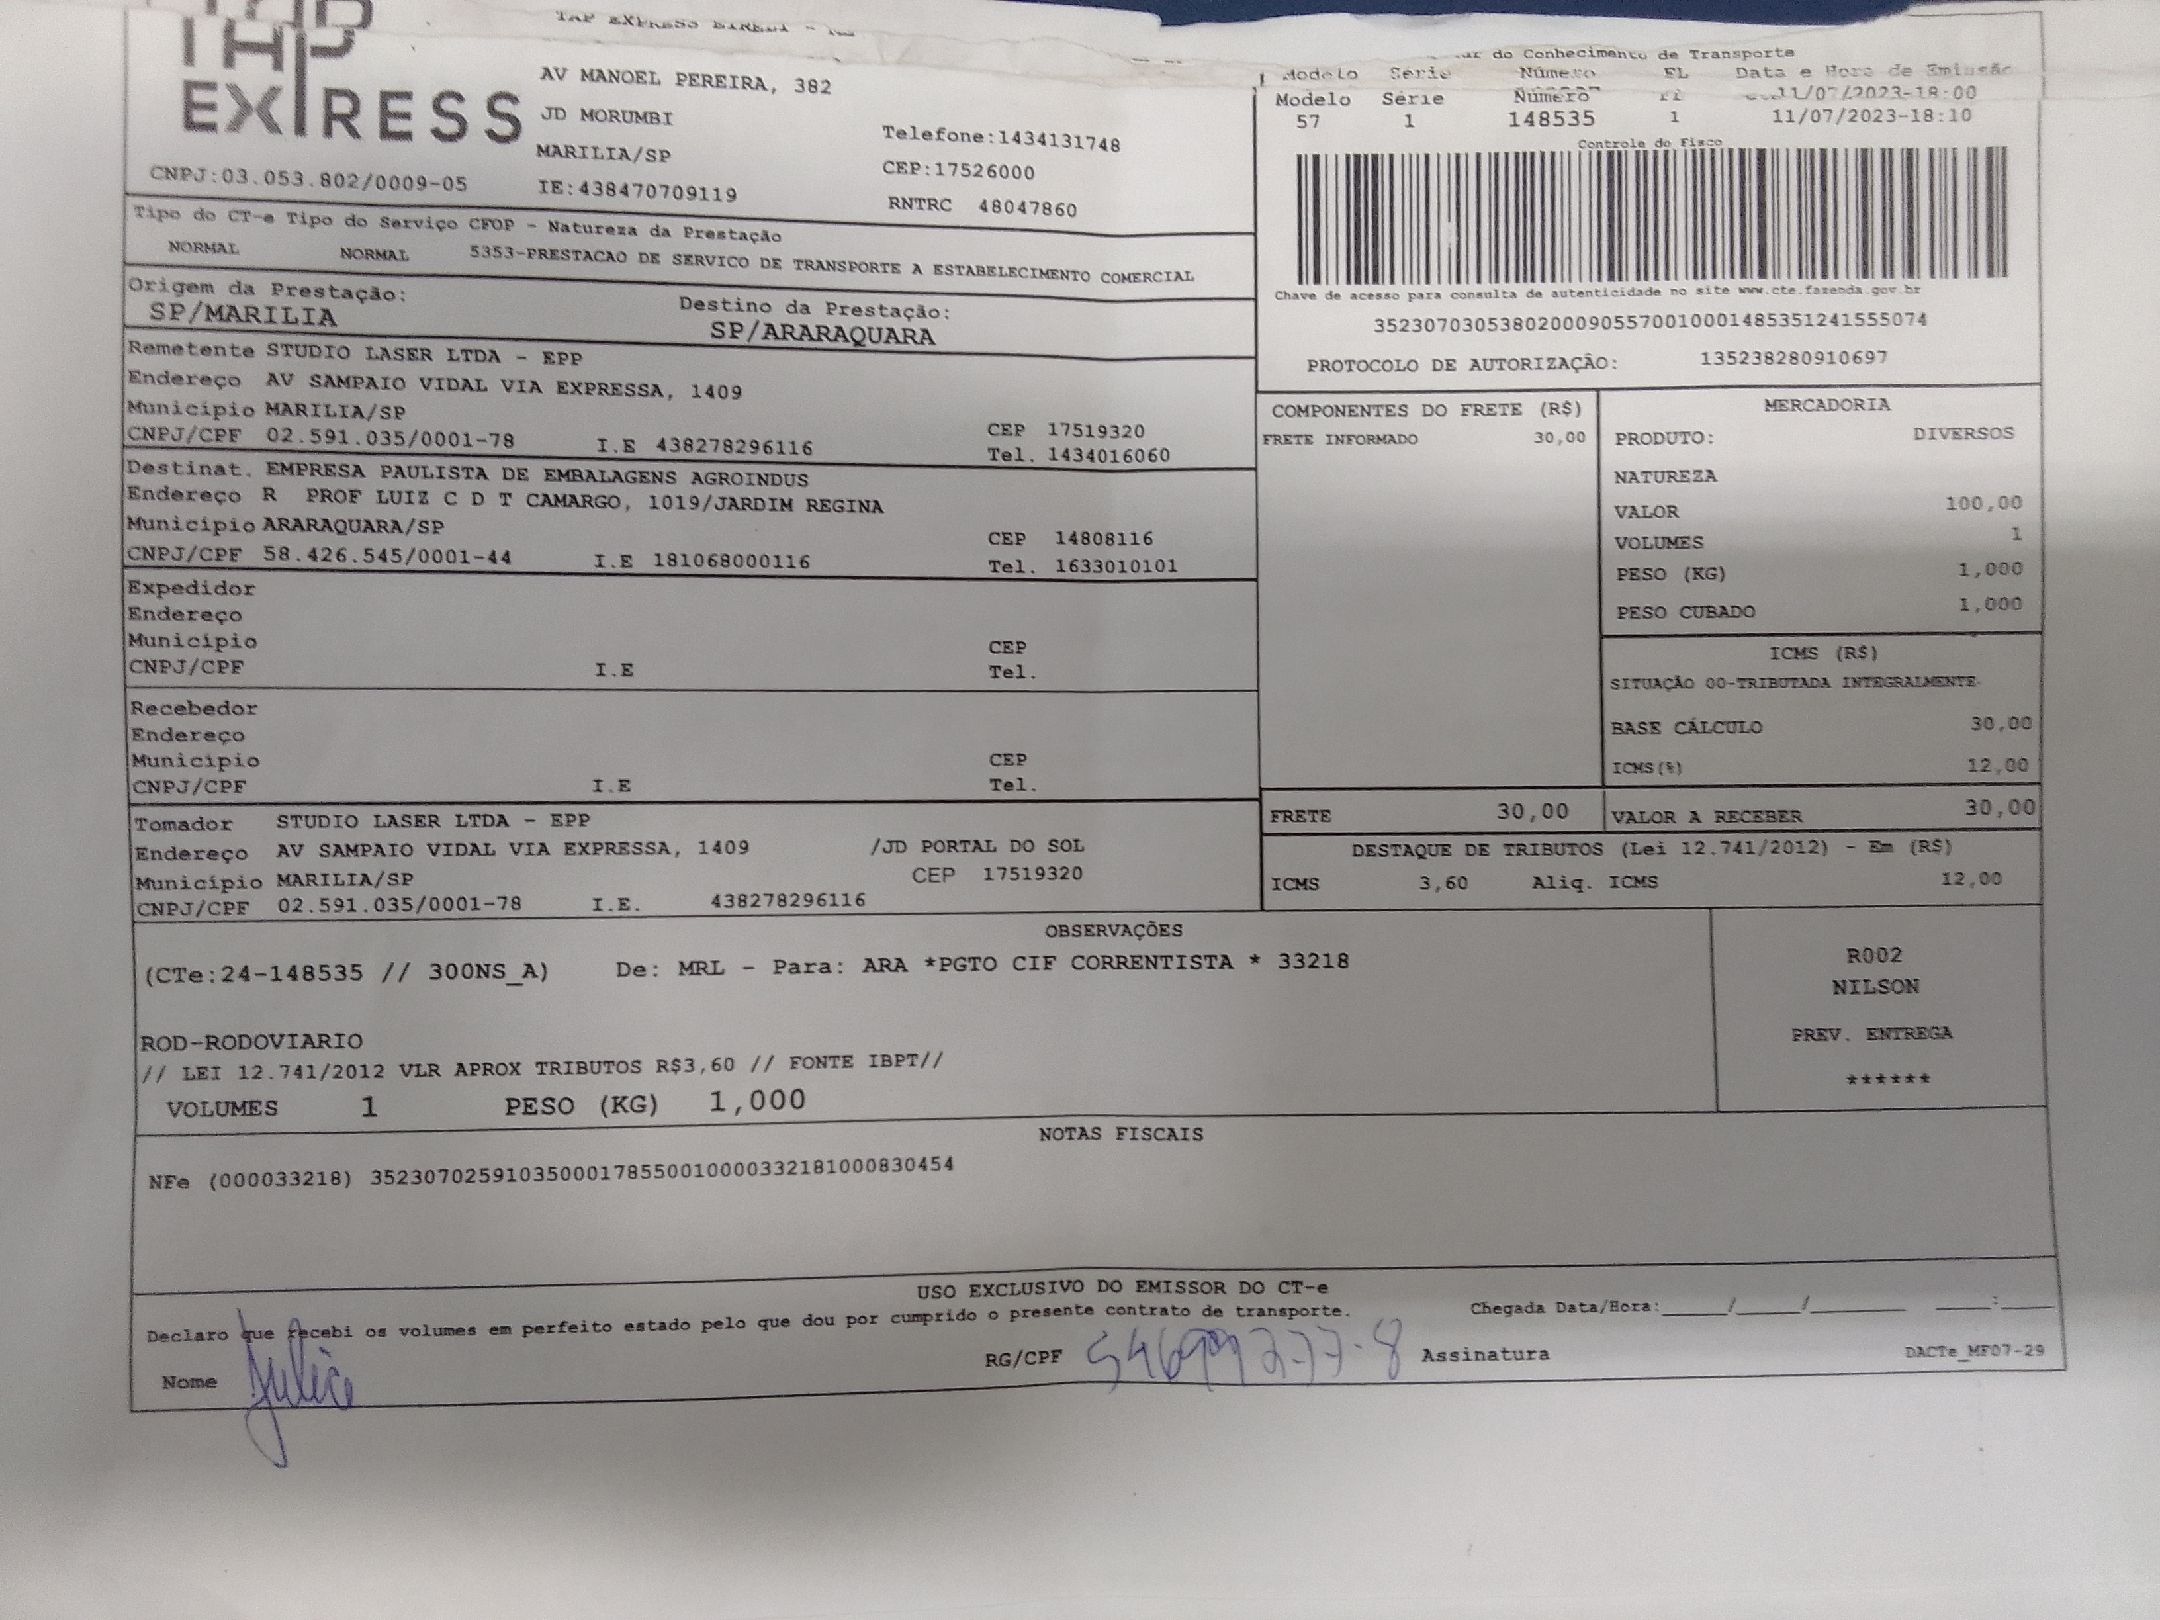 TAP EXPRESS
AV MANOEL PEREIRA, 382
JD MORUMBI
MARILIA/SP
Telefone:1434131748
CEP:17526000
CNPJ:03.053.802/0009-05
IE:438470709119
RNTRC 48047860
do Conhecimento de Transporte
Modelo Série Número FL Data e Hora de Emissão
11/07/2023-18:00
Modelo Série Número
57 1 148535 1 11/07/2023-18:10
Controle do Fisco
Chave de acesso para consulta de autenticidade no site www.cte.fazenda.gov.br
35230703053802000905570010001485351241555074
PROTOCOLO DE AUTORIZAÇÃO: 135238280910697
Tipo do CT-e Tipo do Serviço CFOP - Natureza da Prestação
NORMAL NORMAL 5353-PRESTACAO DE SERVICO DE TRANSPORTE A ESTABELECIMENTO COMERCIAL
Origem da Prestação: Destino da Prestação:
SP/MARILIA SP/ARARAQUARA
Remetente STUDIO LASER LTDA - EPP
Endereço AV SAMPAIO VIDAL VIA EXPRESSA, 1409
Município MARILIA/SP CEP 17519320
CNPJ/CPF 02.591.035/0001-78 I.E 438278296116 Tel. 1434016060
Destinat. EMPRESA PAULISTA DE EMBALAGENS AGROINDUS
Endereço R PROF LUIZ C D T CAMARGO, 1019/JARDIM REGINA
Município ARARAQUARA/SP CEP 14808116
CNPJ/CPF 58.426.545/0001-44 I.E 181068000116 Tel. 1633010101
Expedidor
Endereço
Município CEP
CNPJ/CPF I.E Tel.
Recebedor
Endereço
Município CEP
CNPJ/CPF I.E Tel.
Tomador STUDIO LASER LTDA - EPP
Endereço AV SAMPAIO VIDAL VIA EXPRESSA, 1409 /JD PORTAL DO SOL
Município MARILIA/SP CEP 17519320
CNPJ/CPF 02.591.035/0001-78 I.E. 438278296116
COMPONENTES DO FRETE (R$)
FRETE INFORMADO 30,00
MERCADORIA
PRODUTO: DIVERSOS
NATUREZA
VALOR 100,00
VOLUMES 1
PESO (KG) 1,000
PESO CUBADO 1,000
ICMS (R$)
SITUAÇÃO 00-TRIBUTADA INTEGRALMENTE
BASE CÁLCULO 30,00
ICMS(%) 12,00
FRETE 30,00 VALOR A RECEBER 30,00
DESTAQUE DE TRIBUTOS (Lei 12.741/2012) - Em (R$)
ICMS 3,60 Aliq. ICMS 12,00
OBSERVAÇÕES
(CTe:24-148535 // 300NS_A) De: MRL - Para: ARA *PGTO CIF CORRENTISTA * 33218
ROD-RODOVIARIO
// LEI 12.741/2012 VLR APROX TRIBUTOS R$3,60 // FONTE IBPT//
VOLUMES 1 PESO (KG) 1,000
R002
NILSON
PREV. ENTREGA
******
NOTAS FISCAIS
NFe (000033218) 35230702591035000178550010000332181000830454
USO EXCLUSIVO DO EMISSOR DO CT-e
Declaro que recebi os volumes em perfeito estado pelo que dou por cumprido o presente contrato de transporte. Chegada Data/Hora:_____/_____/________ ____:____
Nome RG/CPF Assinatura DACTe_MF07-29